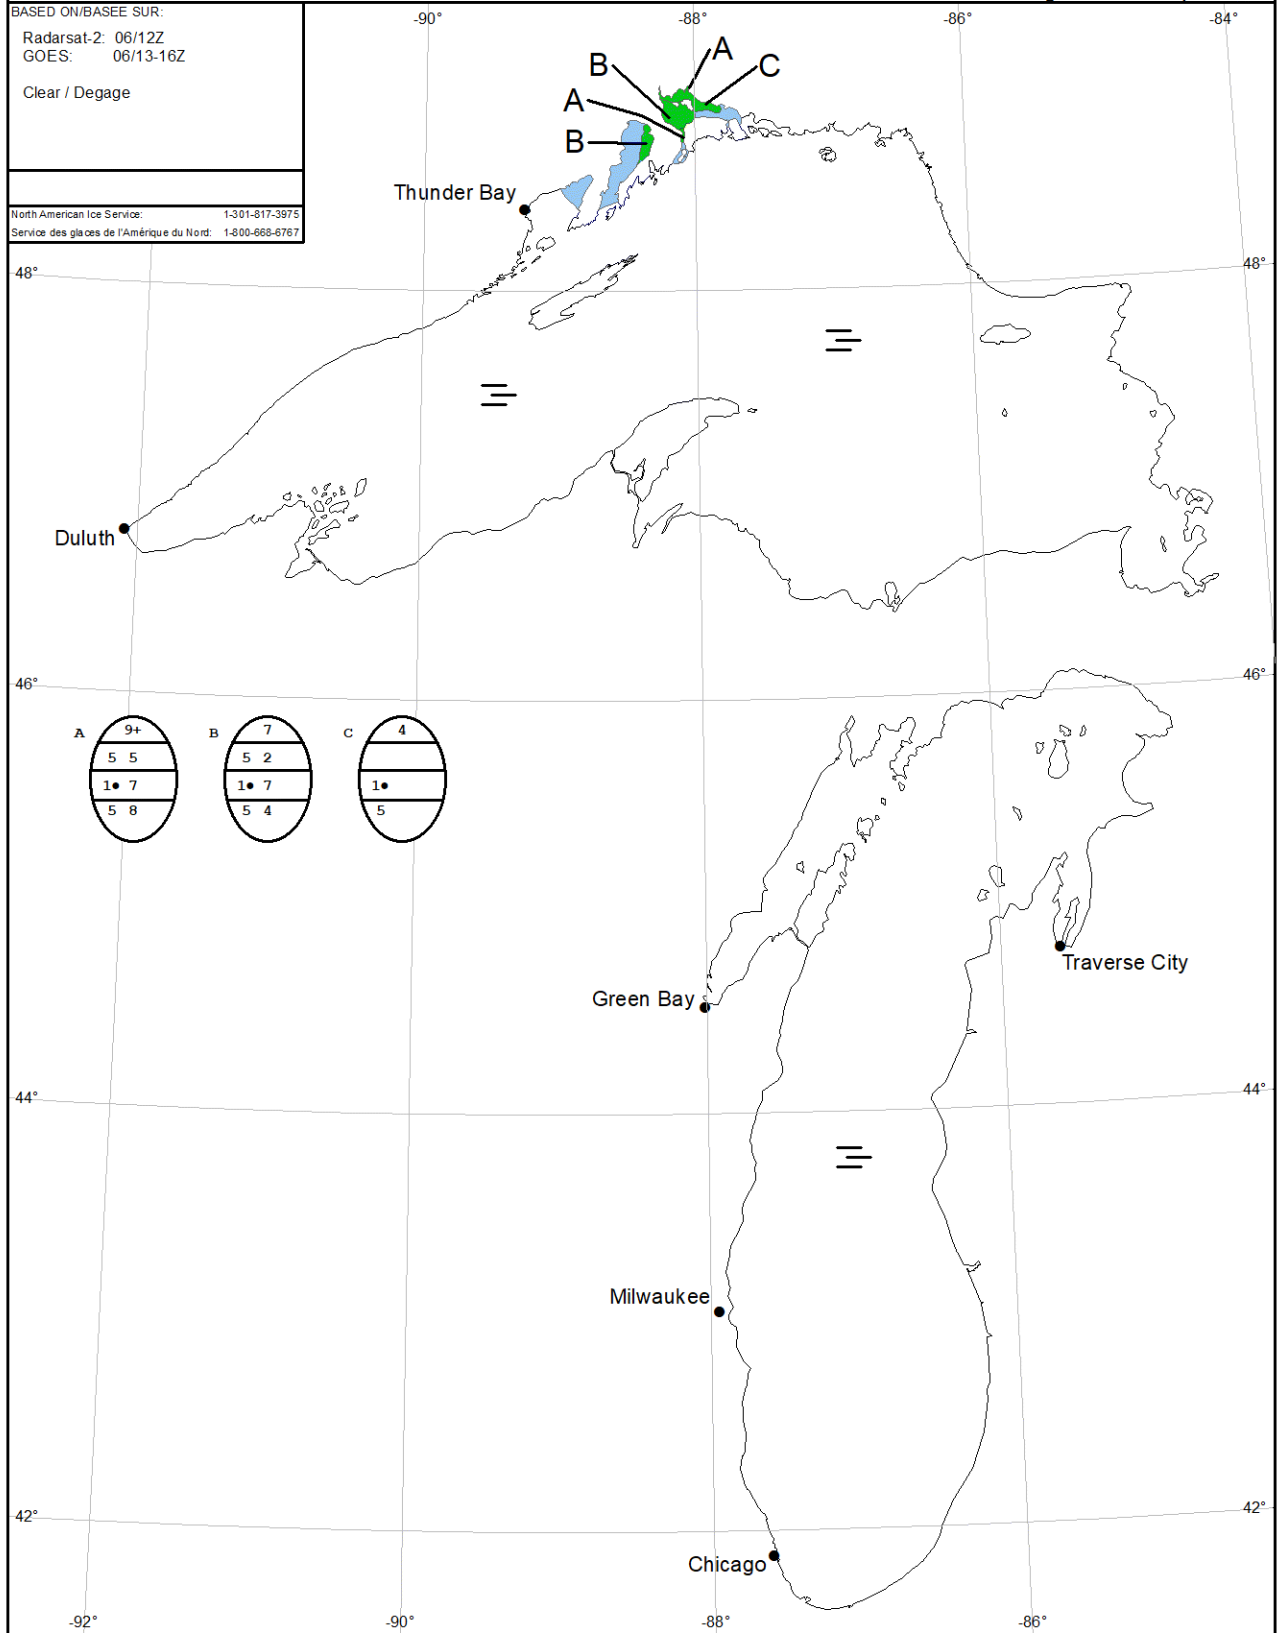 BASED ON/BASEE SUR:
Radarsat-2: 06/12Z
GOES: 06/13-16Z
Clear / Degage
North American Ice Service: 1-301-817-3975
Service des glaces de l'Amérique du Nord: 1-800-668-6767
-90° -88° -86° -84°
A
B C
A
B
Thunder Bay
48° 48°
Duluth
46° 46°
A 9+ B 7 C 4
5 5 5 2
1• 7 1• 7 1•
5 8 5 4 5
Traverse City
Green Bay
44° 44°
Milwaukee
42° 42°
Chicago
-92° -90° -88° -86°